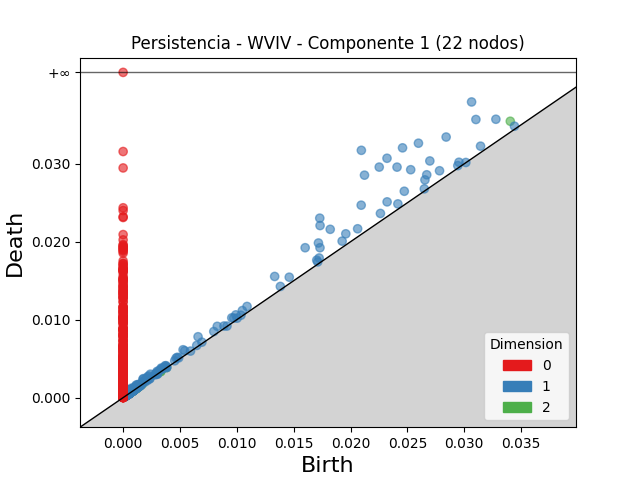 Persistencia - WVIV - Componente 1 (22 nodos)
+∞
0.030
0.020
0.010
0.000
Death
0.000 0.005 0.010 0.015 0.020 0.025 0.030 0.035
Birth
Dimension
0
1
2